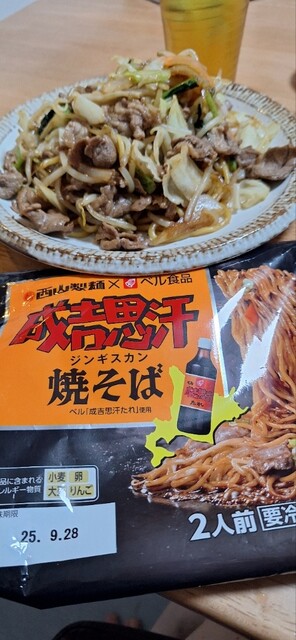 西山製麺×ベル食品
成吉思汗
ジンギスカン
焼そば
ベル「成吉思汗たれ」使用
品に含まれる
レルギー物質
小麦 卵
大 りんご
期限
25. 9.28
2人前 要冷